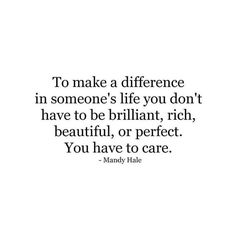 To make a difference
in someone's life you don't
have to be brilliant, rich,
beautiful, or perfect.
You have to care.
- Mandy Hale